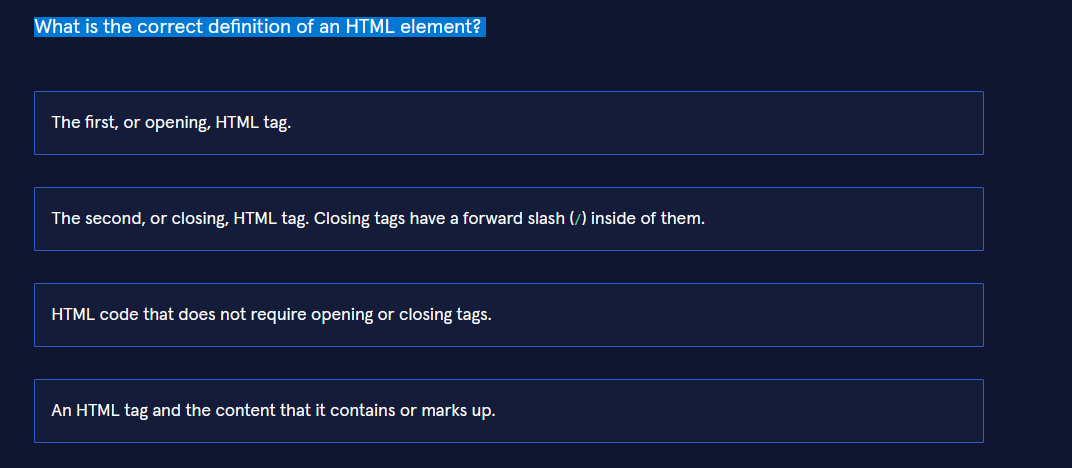 What is the correct definition of an HTML element?
The first, or opening, HTML tag.
The second, or closing, HTML tag. Closing tags have a forward slash (/) inside of them.
HTML code that does not require opening or closing tags.
An HTML tag and the content that it contains or marks up.